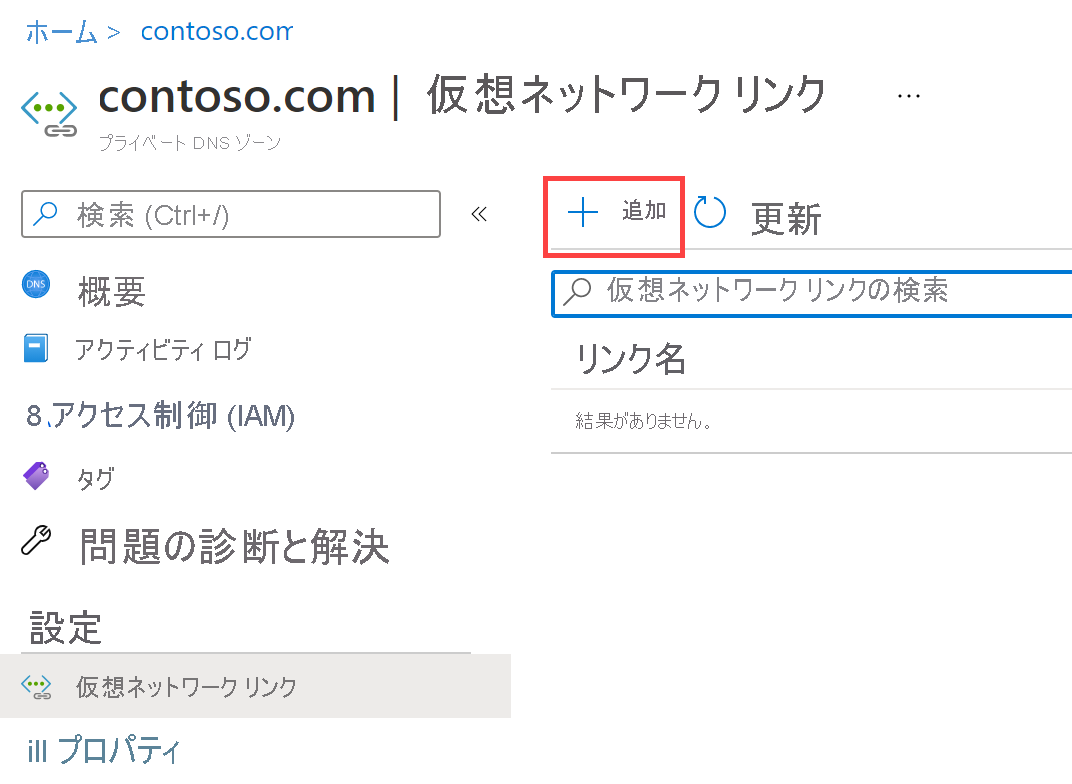 ホーム > contoso.com
contoso.com | 仮想ネットワーク リンク ...
プライベート DNS ゾーン
検索 (Ctrl+/) «
DNS 概要
アクティビティ ログ
8、アクセス制御 (IAM)
タグ
問題の診断と解決
設定
仮想ネットワーク リンク
ill プロパティ
+ 追加 更新
仮想ネットワーク リンクの検索
リンク名
結果がありません。